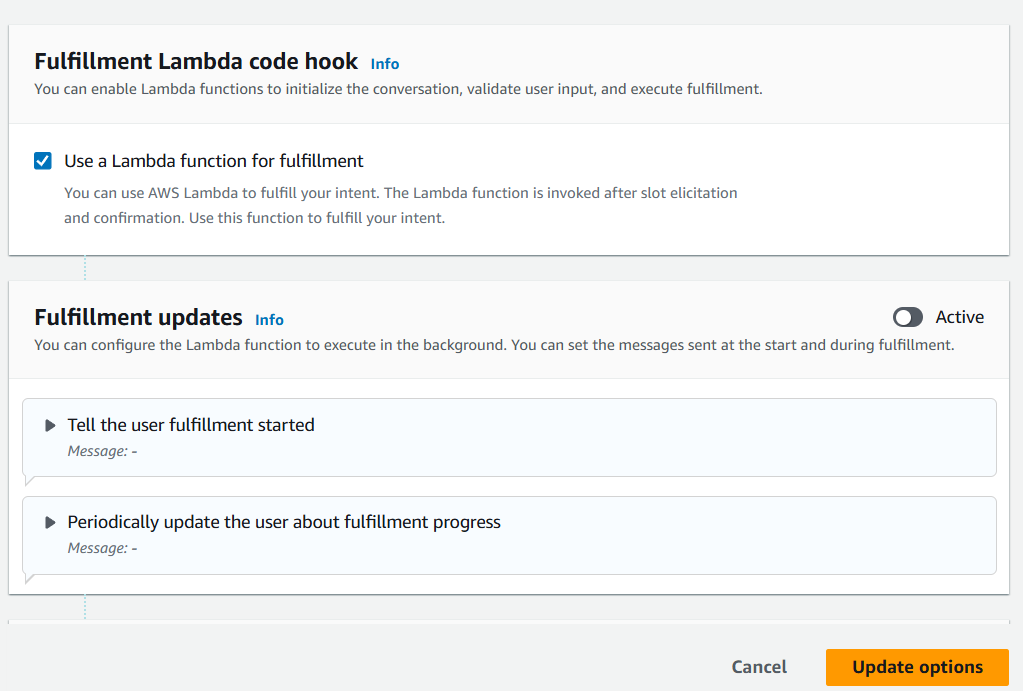 Fulfillment Lambda code hook Info
You can enable Lambda functions to initialize the conversation, validate user input, and execute fulfillment.
Use a Lambda function for fulfillment
You can use AWS Lambda to fulfill your intent. The Lambda function is invoked after slot elicitation
and confirmation. Use this function to fulfill your intent.
Fulfillment updates Info Active
You can configure the Lambda function to execute in the background. You can set the messages sent at the start and during fulfillment.
Tell the user fulfillment started
Message: -
Periodically update the user about fulfillment progress
Message: -
Cancel Update options